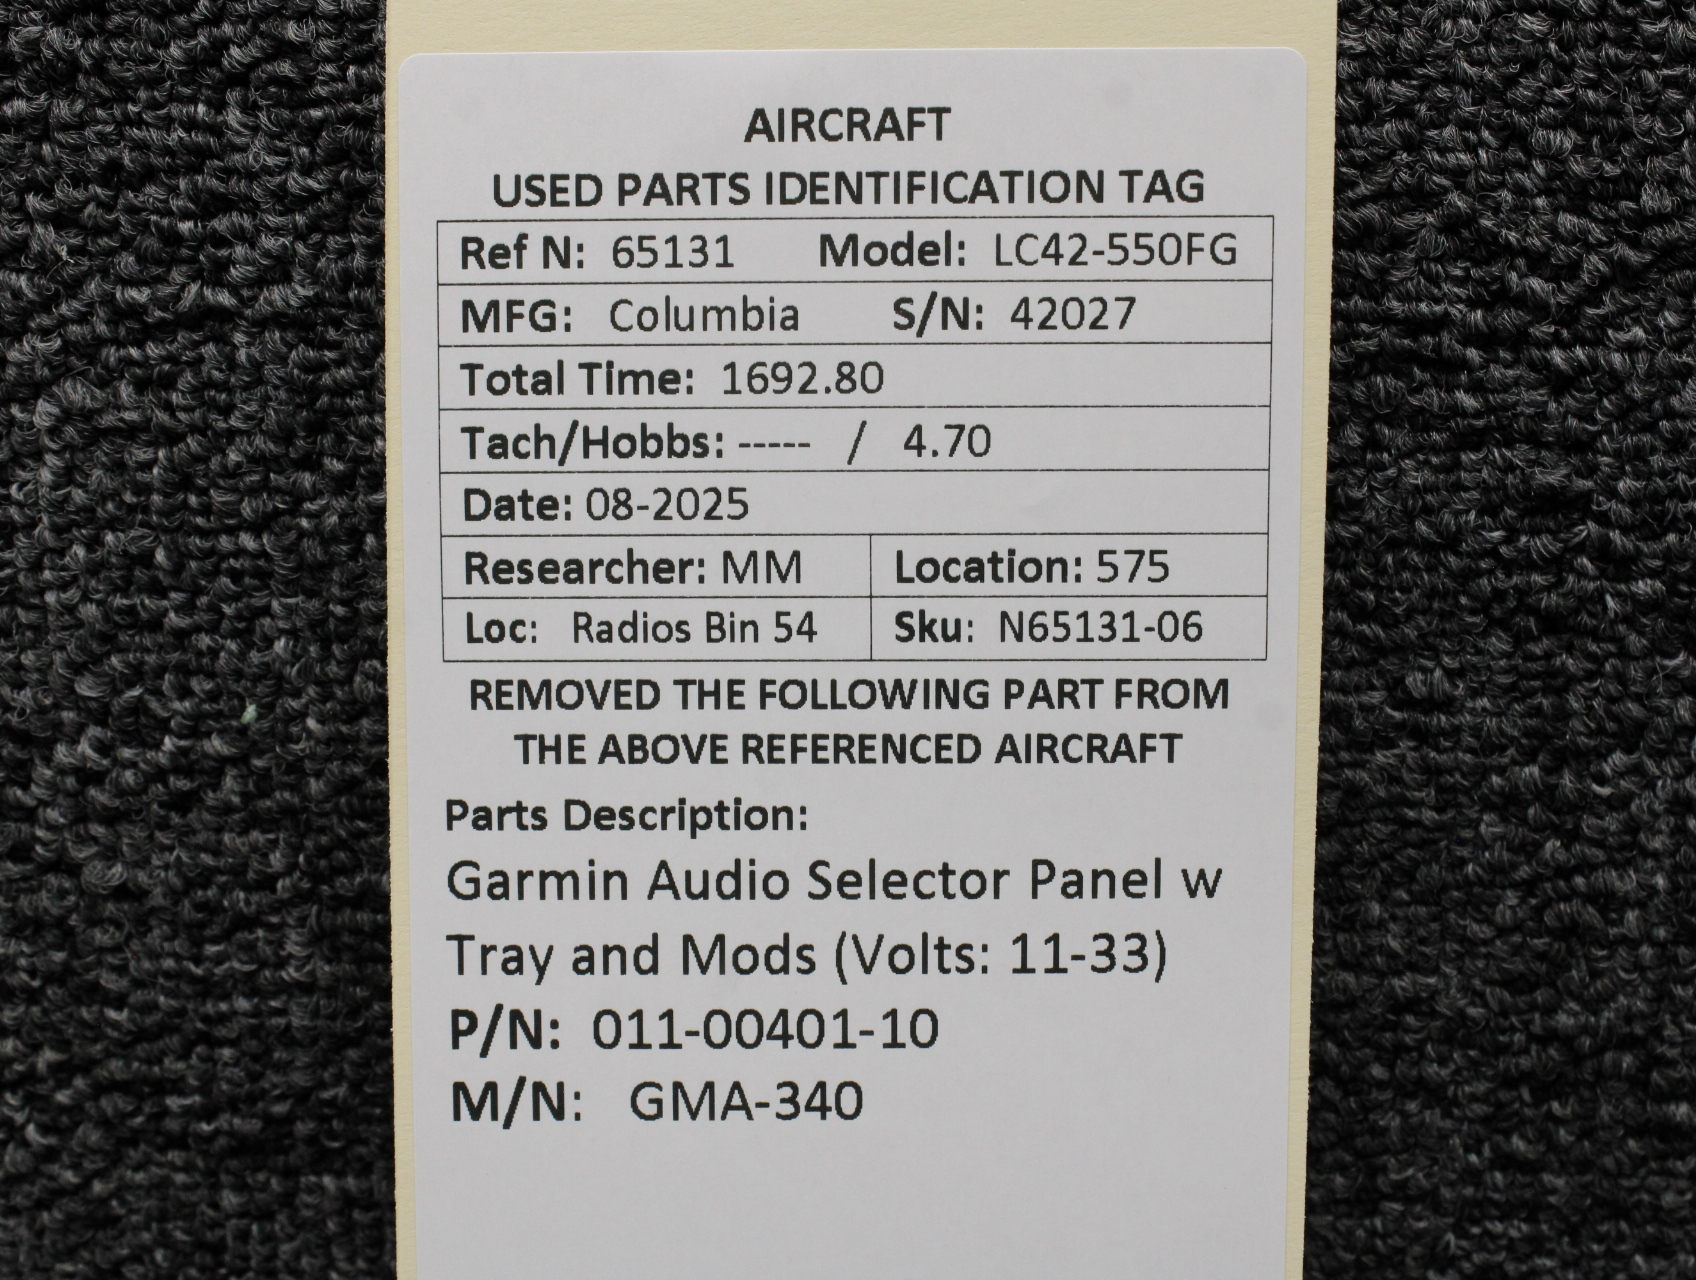 AIRCRAFT
USED PARTS IDENTIFICATION TAG
Ref N: 65131 Model: LC42-550FG
MFG: Columbia S/N: 42027
Total Time: 1692.80
Tach/Hobbs: ----- / 4.70
Date: 08-2025
Researcher: MM Location: 575
Loc: Radios Bin 54 Sku: N65131-06
REMOVED THE FOLLOWING PART FROM
THE ABOVE REFERENCED AIRCRAFT
Parts Description:
Garmin Audio Selector Panel w
Tray and Mods (Volts: 11-33)
P/N: 011-00401-10
M/N: GMA-340